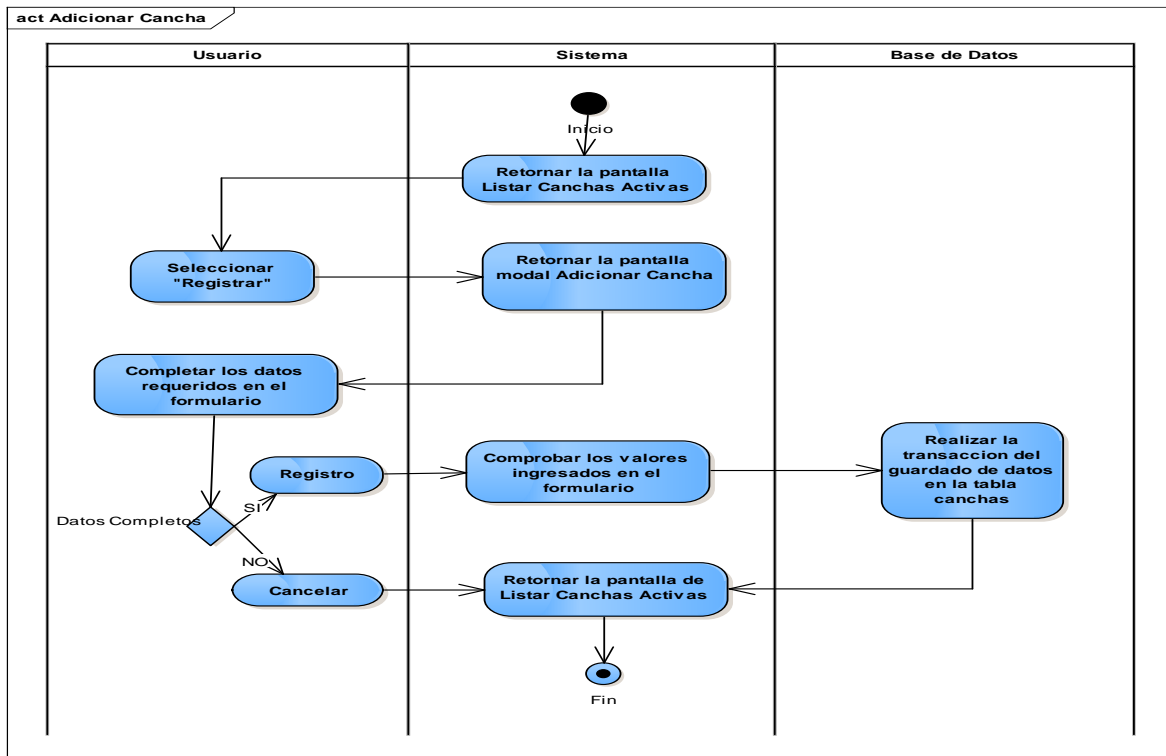 act Adicionar Cancha
Usuario
Sistema
Base de Datos
Inicio
Retornar la pantalla
Listar Canchas Activas
Seleccionar
"Registrar"
Retornar la pantalla
modal Adicionar Cancha
Completar los datos
requeridos en el
formulario
Datos Completos
SI
Registro
Comprobar los valores
ingresados en el
formulario
Realizar la
transaccion del
guardado de datos
en la tabla
canchas
NO
Cancelar
Retornar la pantalla de
Listar Canchas Activas
Fin